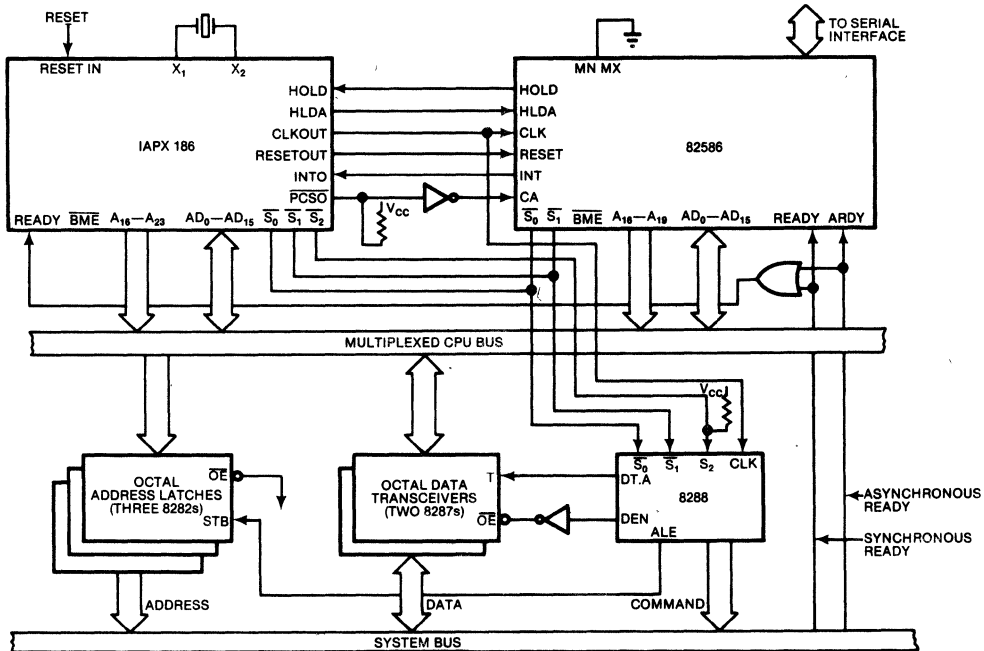 RESET
TO SERIAL
INTERFACE
RESET IN
X1
X2
MN MX
HOLD
HOLD
HLDA
HLDA
CLKOUT
CLK
IAPX 186
82586
RESETOUT
RESET
INTO
INT
PCSO
VCC
CA
READY
BME
A16—A23
AD0—AD15
S0
S1
S2
S0
S1
BME
A16—A19
AD0—AD15
READY
ARDY
MULTIPLEXED CPU BUS
VCC
OCTAL
ADDRESS LATCHES
(THREE 8282s)
OE
STB
OCTAL DATA
TRANSCEIVERS
(TWO 8287s)
T
OE
S0
S1
S2
CLK
DT.A
8288
DEN
ALE
ASYNCHRONOUS
READY
SYNCHRONOUS
READY
ADDRESS
DATA
COMMAND
SYSTEM BUS